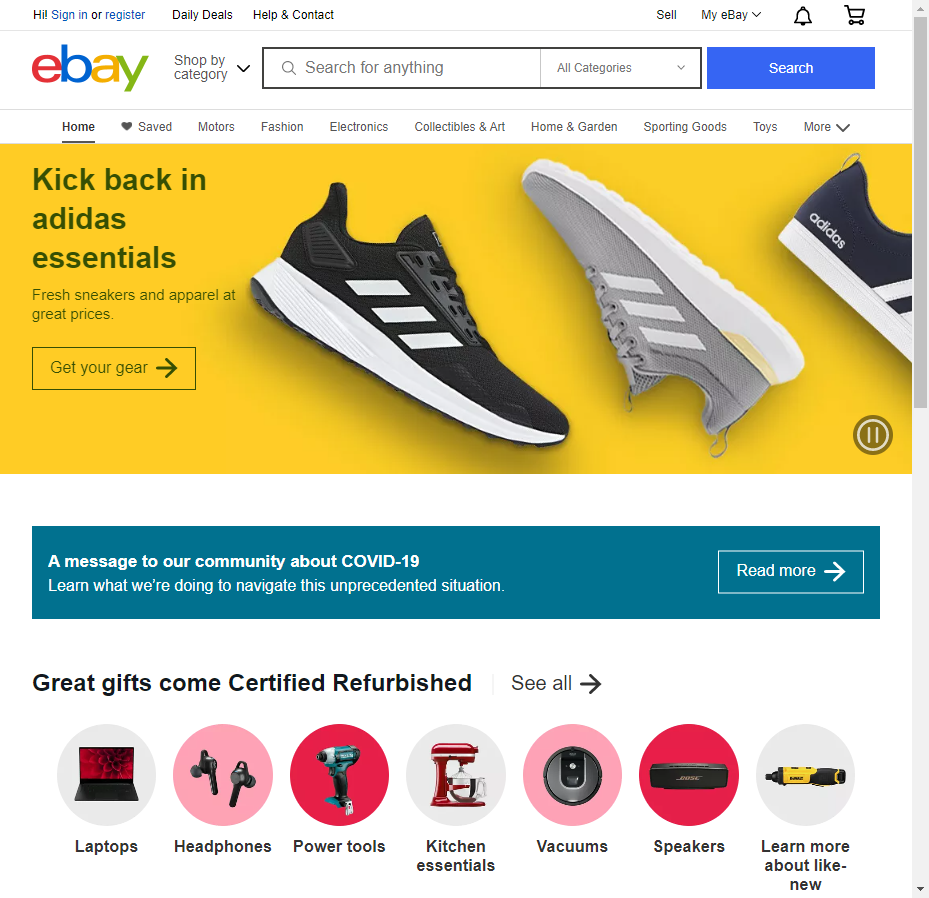 Hi! Sign in or register
Daily Deals
Help & Contact
Sell
My eBay
ebay
Shop by
category
Search for anything
All Categories
Search
Home
Saved
Motors
Fashion
Electronics
Collectibles & Art
Home & Garden
Sporting Goods
Toys
More
Kick back in
adidas
essentials
Fresh sneakers and apparel at
great prices.
Get your gear
adidas
A message to our community about COVID-19
Learn what we're doing to navigate this unprecedented situation.
Read more
Great gifts come Certified Refurbished
See all
BOSE
DEWALT
Laptops
Headphones
Power tools
Kitchen
essentials
Vacuums
Speakers
Learn more
about like-
new